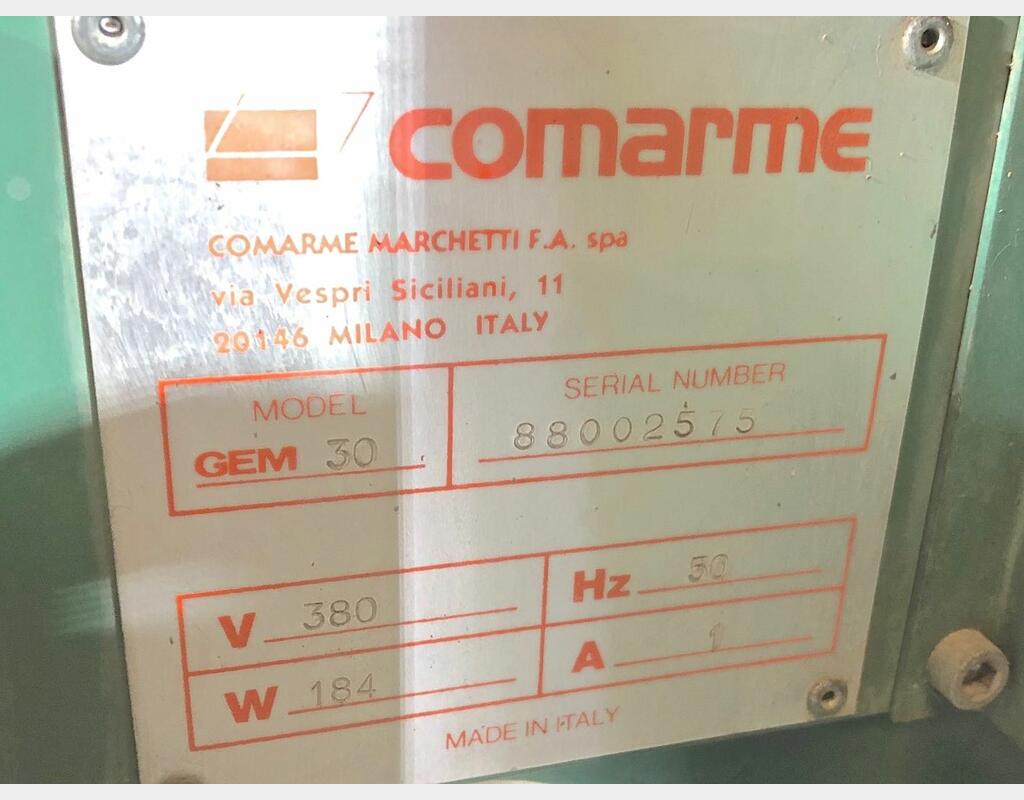 comarme
COMARME MARCHETTI F.A. spa
via Vespri Siciliani, 11
20146 MILANO ITALY
MODEL
GEM 30
SERIAL NUMBER
88002575
V 380
Hz 50
W 184
A 1
MADE IN ITALY